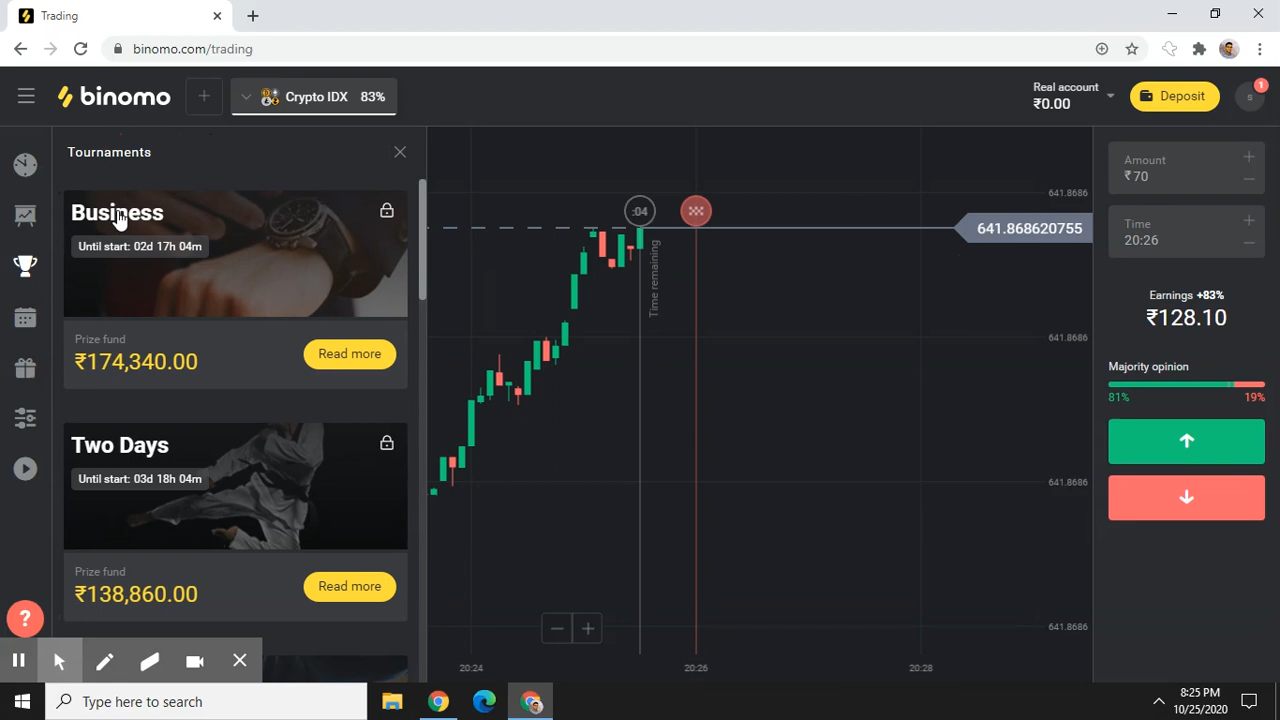 Trading
binomo.com/trading
binomo
Crypto IDX 83%
Real account
₹0.00
Deposit
s
1
Tournaments
Business
Until start: 02d 17h 04m
Prize fund
₹174,340.00
Read more
Two Days
Until start: 03d 18h 04m
Prize fund
₹138,860.00
Read more
:04
Time remaining
641.8686
641.868620755
641.8686
641.8686
641.8686
20:24
20:26
20:28
Amount
₹70
Time
20:26
Earnings +83%
₹128.10
Majority opinion
81%
19%
?
Type here to search
8:25 PM
10/25/2020